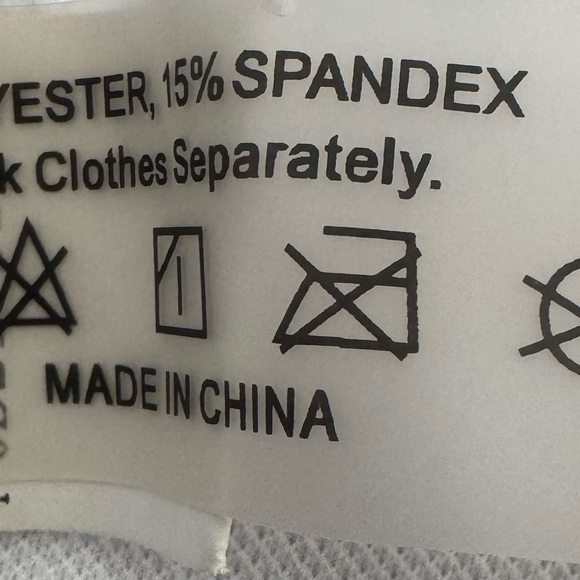 YESTER, 15% SPANDEX
k Clothes Separately.
MADE IN CHINA